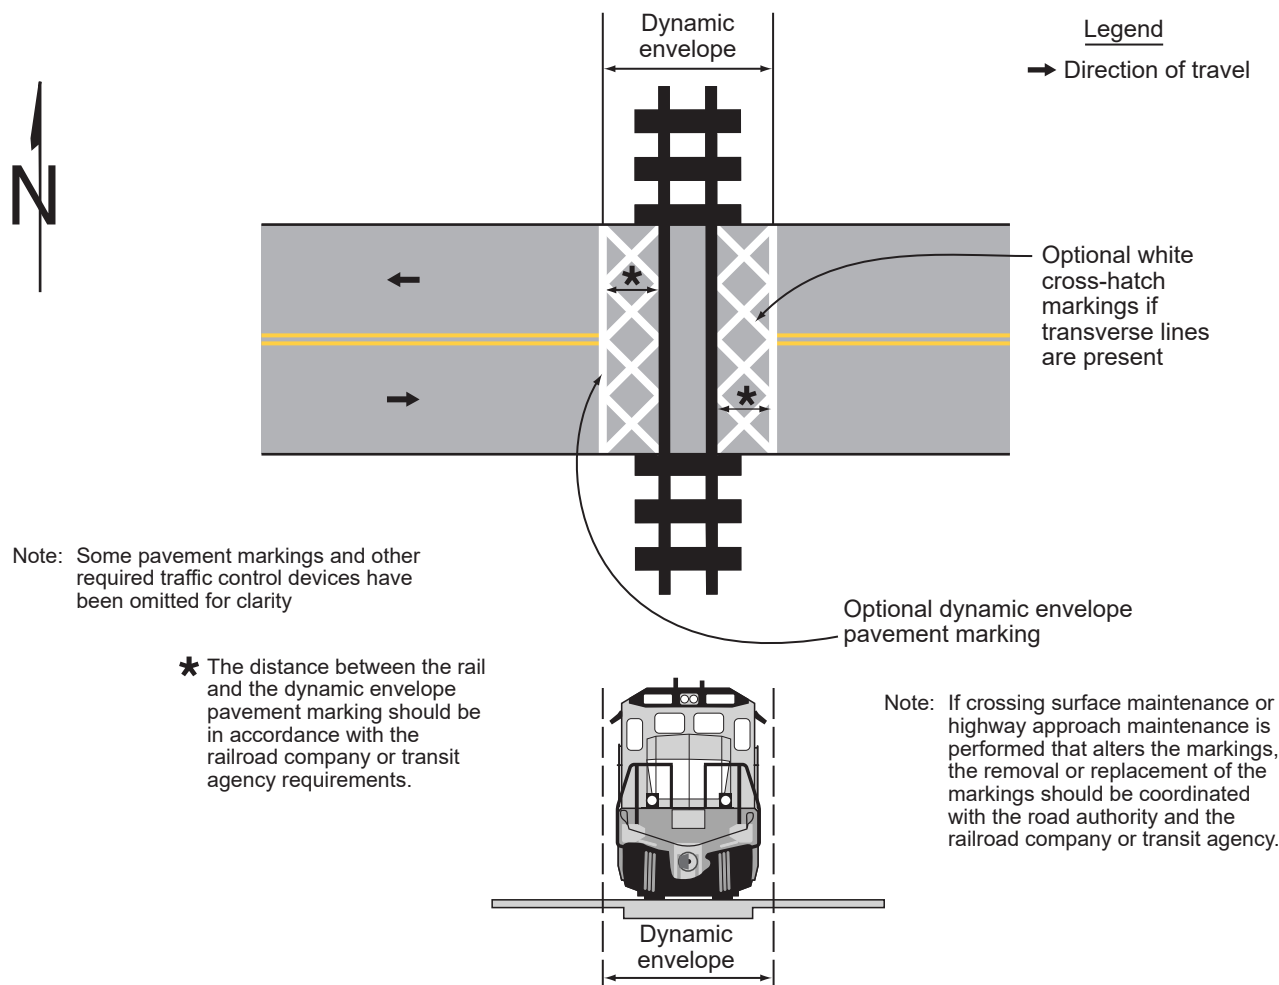 Dynamic
envelope
Legend
Direction of travel
N
*
Optional white
cross-hatch
markings if
transverse lines
are present
*
Note: Some pavement markings and other
required traffic control devices have
been omitted for clarity
Optional dynamic envelope
pavement marking
* The distance between the rail
and the dynamic envelope
pavement marking should be
in accordance with the
railroad company or transit
agency requirements.
Note: If crossing surface maintenance or
highway approach maintenance is
performed that alters the markings,
the removal or replacement of the
markings should be coordinated
with the road authority and the
railroad company or transit agency.
Dynamic
envelope